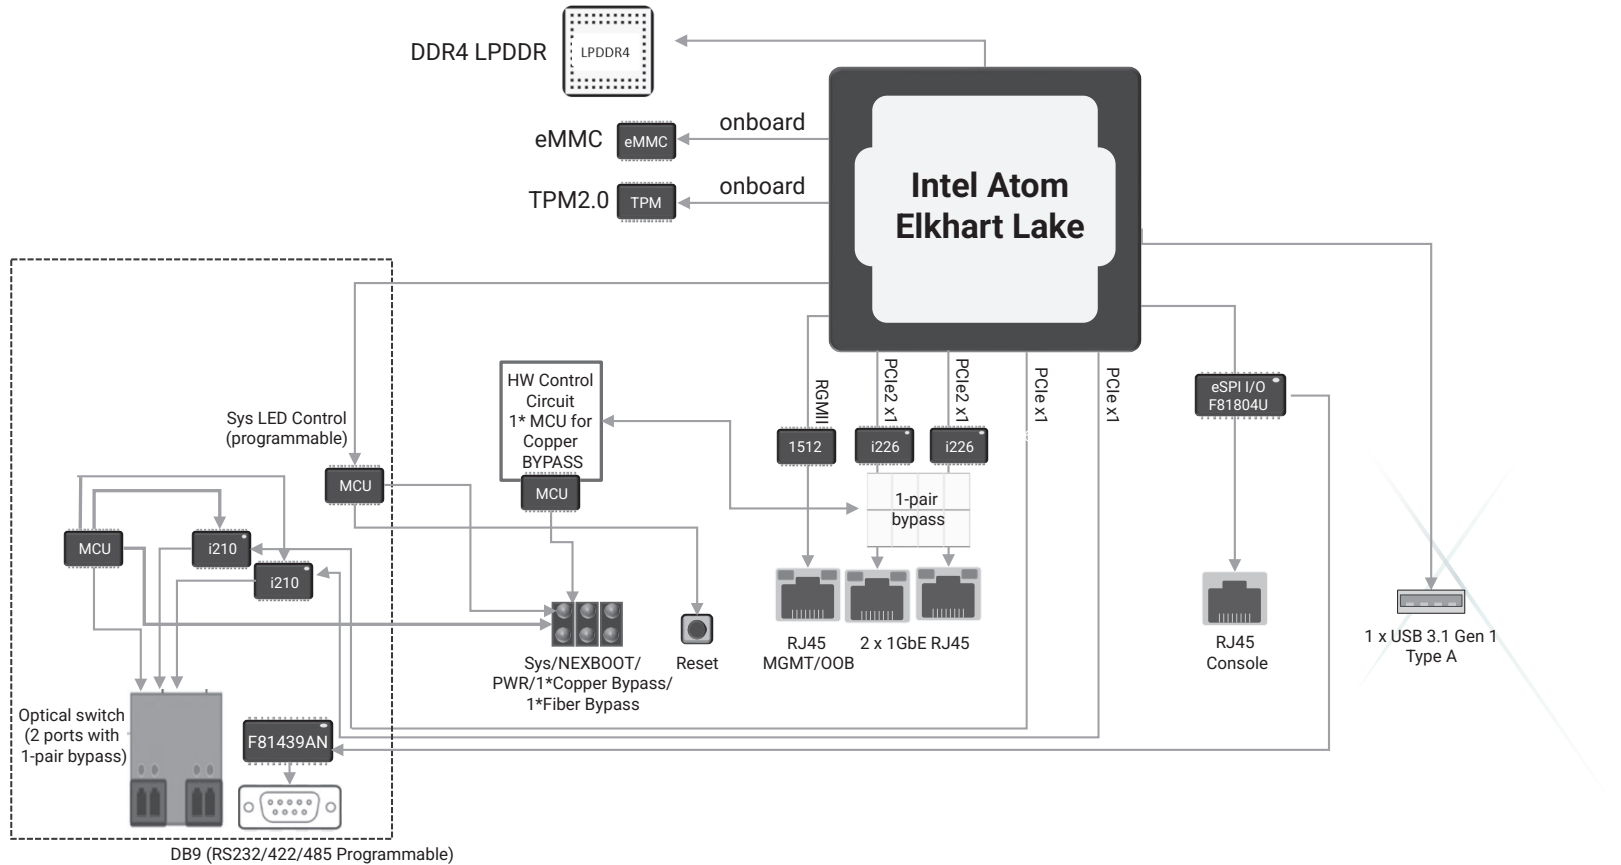 DDR4 LPDDR
LPDDR4
eMMC
eMMC
onboard
TPM2.0
TPM
onboard
Intel Atom
Elkhart Lake
RGMII
PCIe2 x1
PCIe2 x1
PCIe x1
PCIe x1
HW Control
Circuit
1* MCU for
Copper
BYPASS
MCU
eSPI I/O
F81804U
Sys LED Control
(programmable)
MCU
1512
i226
i226
1-pair
bypass
MCU
i210
i210
RJ45
MGMT/OOB
2 x 1GbE RJ45
RJ45
Console
1 x USB 3.1 Gen 1
Type A
Sys/NEXBOOT/
PWR/1*Copper Bypass/
1*Fiber Bypass
Reset
Optical switch
(2 ports with
1-pair bypass)
F81439AN
DB9 (RS232/422/485 Programmable)